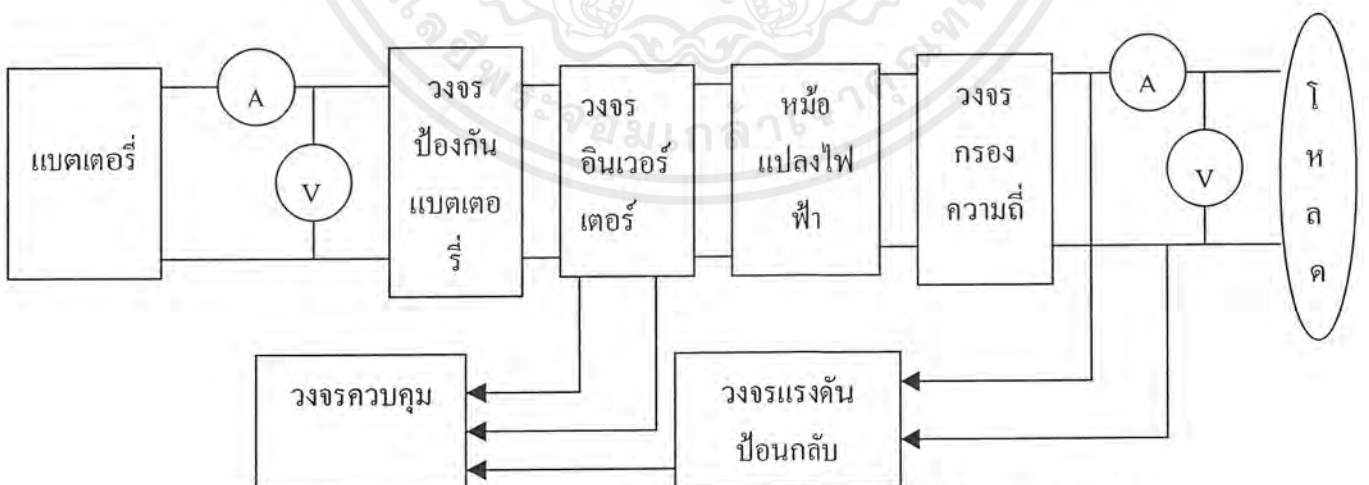 แบตเตอรี่
A
V
วงจร
ป้องกัน
แบตเตอ
รี่
วงจร
อินเวอร์
เตอร์
หม้อ
แปลงไฟ
ฟ้า
วงจร
กรอง
ความถี่
A
V
โ
ห
ล
ด
วงจรควบคุม
วงจรแรงดัน
ป้อนกลับ